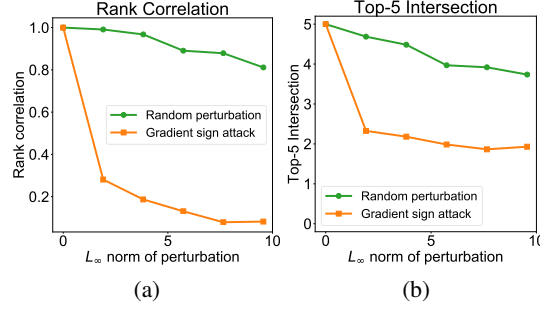 Rank Correlation
1.0
0.8
0.6
0.4
0.2
Rank correlation
Random perturbation
Gradient sign attack
0
5
10
L∞ norm of perturbation
(a)
Top-5 Intersection
5
4
3
2
1
0
Top-5 Intersection
Random perturbation
Gradient sign attack
0
5
10
L∞ norm of perturbation
(b)